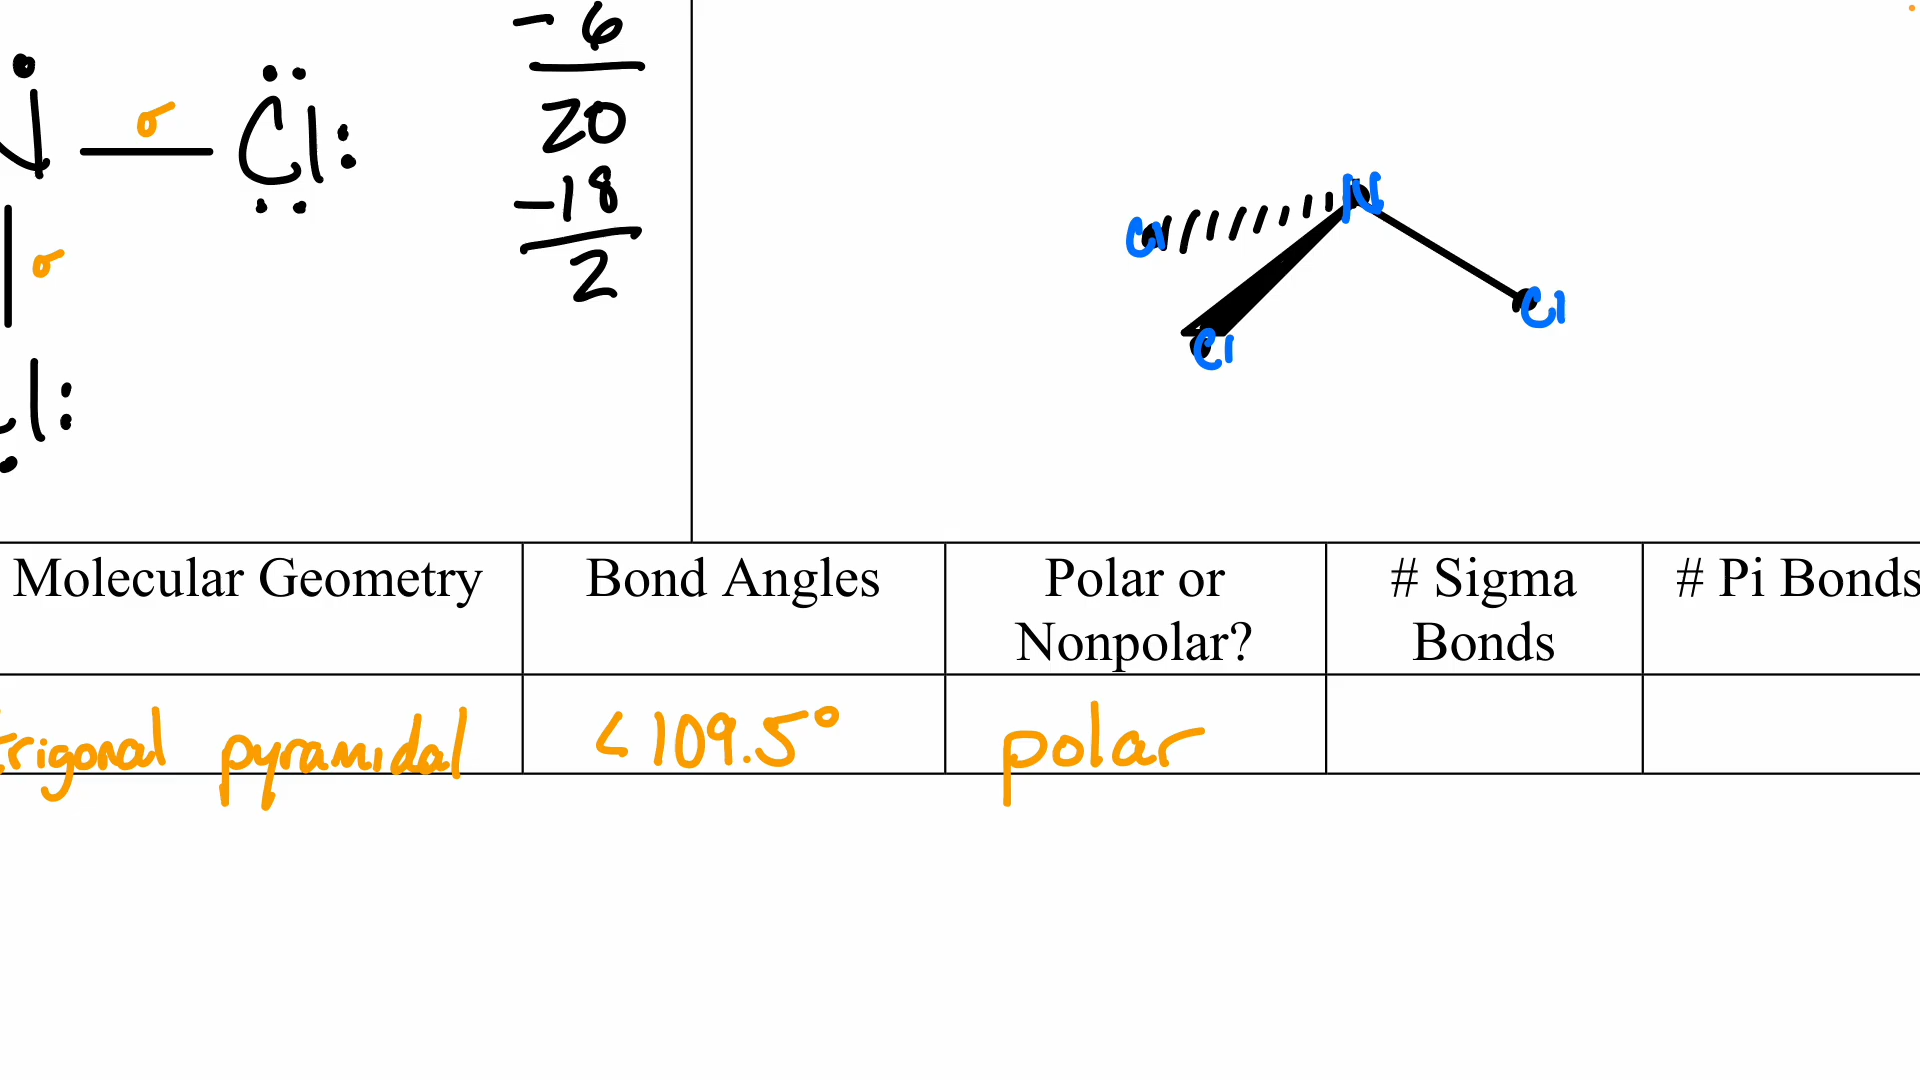 - 6
20
-18
2
σ
Cl:
σ
l:
N
Cl
Cl
Cl
Molecular Geometry Bond Angles Polar or Nonpolar? # Sigma Bonds # Pi Bonds
trigonal pyramidal <109.5° polar